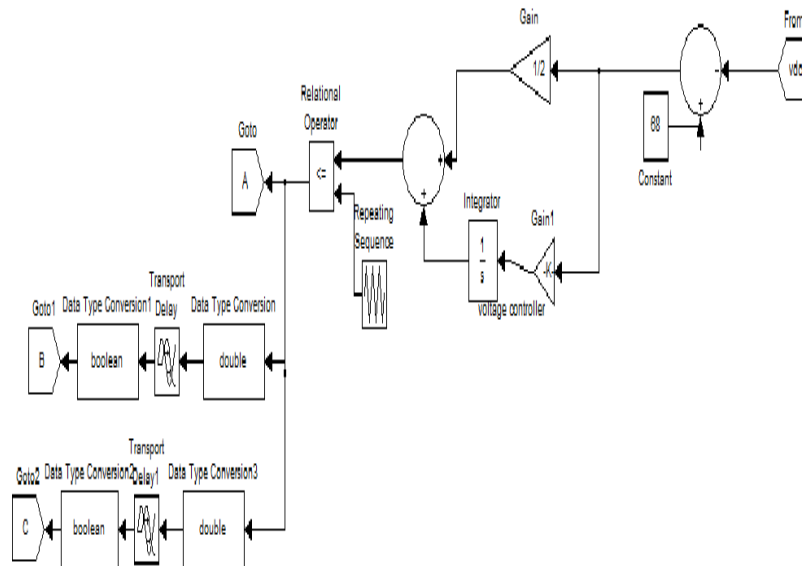 Gain
From
1/2
-
vdc
+
68
Constant
Relational
Operator
Goto
A
<=
+
+
Integrator
1
s
Gain1
-K-
voltage controller
Repeating
Sequence
Transport
Delay
Goto1
Data Type Conversion1
Data Type Conversion
B
boolean
double
Transport
Delay1
Goto2
Data Type Conversion2
Data Type Conversion3
C
boolean
double